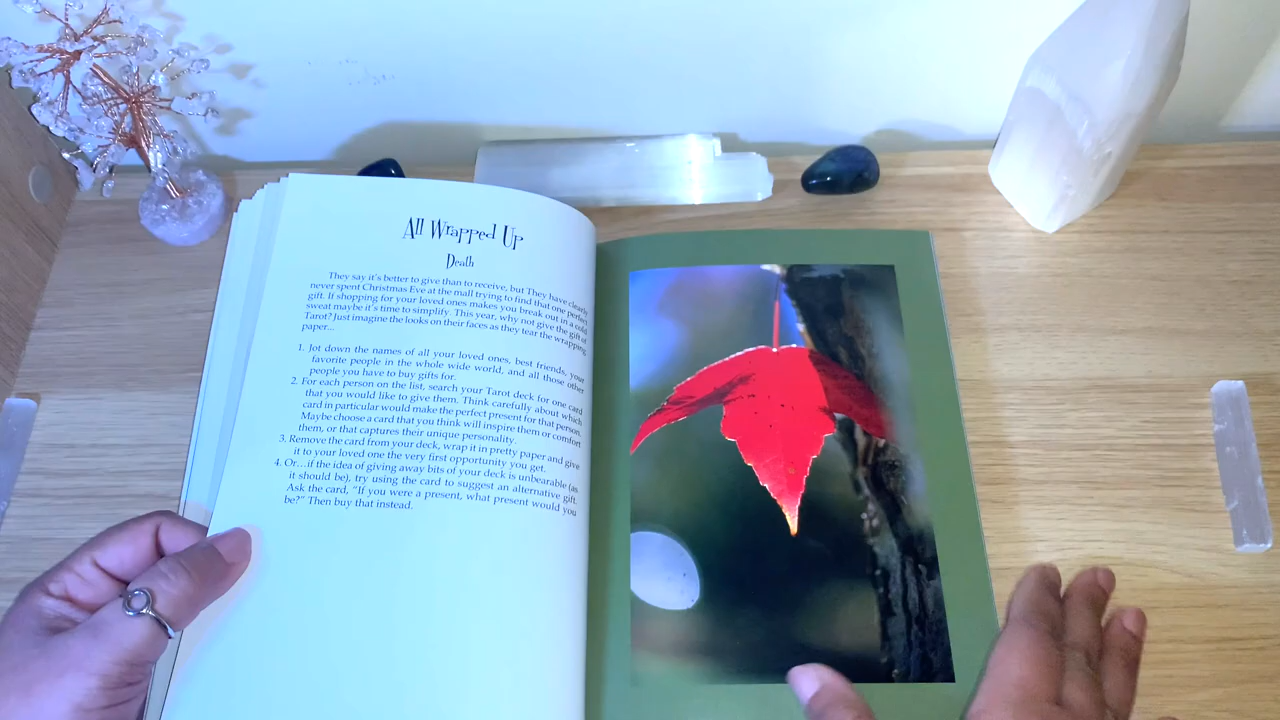 All Wrapped Up
Death
They say it's better to give than to receive, but They have clearly
never spent Christmas Eve at the mall trying to find that one perfect
gift. If shopping for your loved ones makes you break out in a cold
sweat maybe it's time to simplify. This year, why not give the gift of
Tarot? Just imagine the looks on their faces as they tear the wrapping
paper...
1. Jot down the names of all your loved ones, best friends, your
favorite people in the whole wide world, and all those other
people you have to buy gifts for.
2. For each person on the list, search your Tarot deck for one card
that you would like to give them. Think carefully about which
card in particular would make the perfect present for that person.
Maybe choose a card that you think will inspire them or comfort
them, or that captures their unique personality.
3. Remove the card from your deck, wrap it in pretty paper and give
it to your loved one the very first opportunity you get.
4. Or...if the idea of giving away bits of your deck is unbearable (as
it should be), try using the card to suggest an alternative gift.
Ask the card, "If you were a present, what present would you
be?" Then buy that instead.